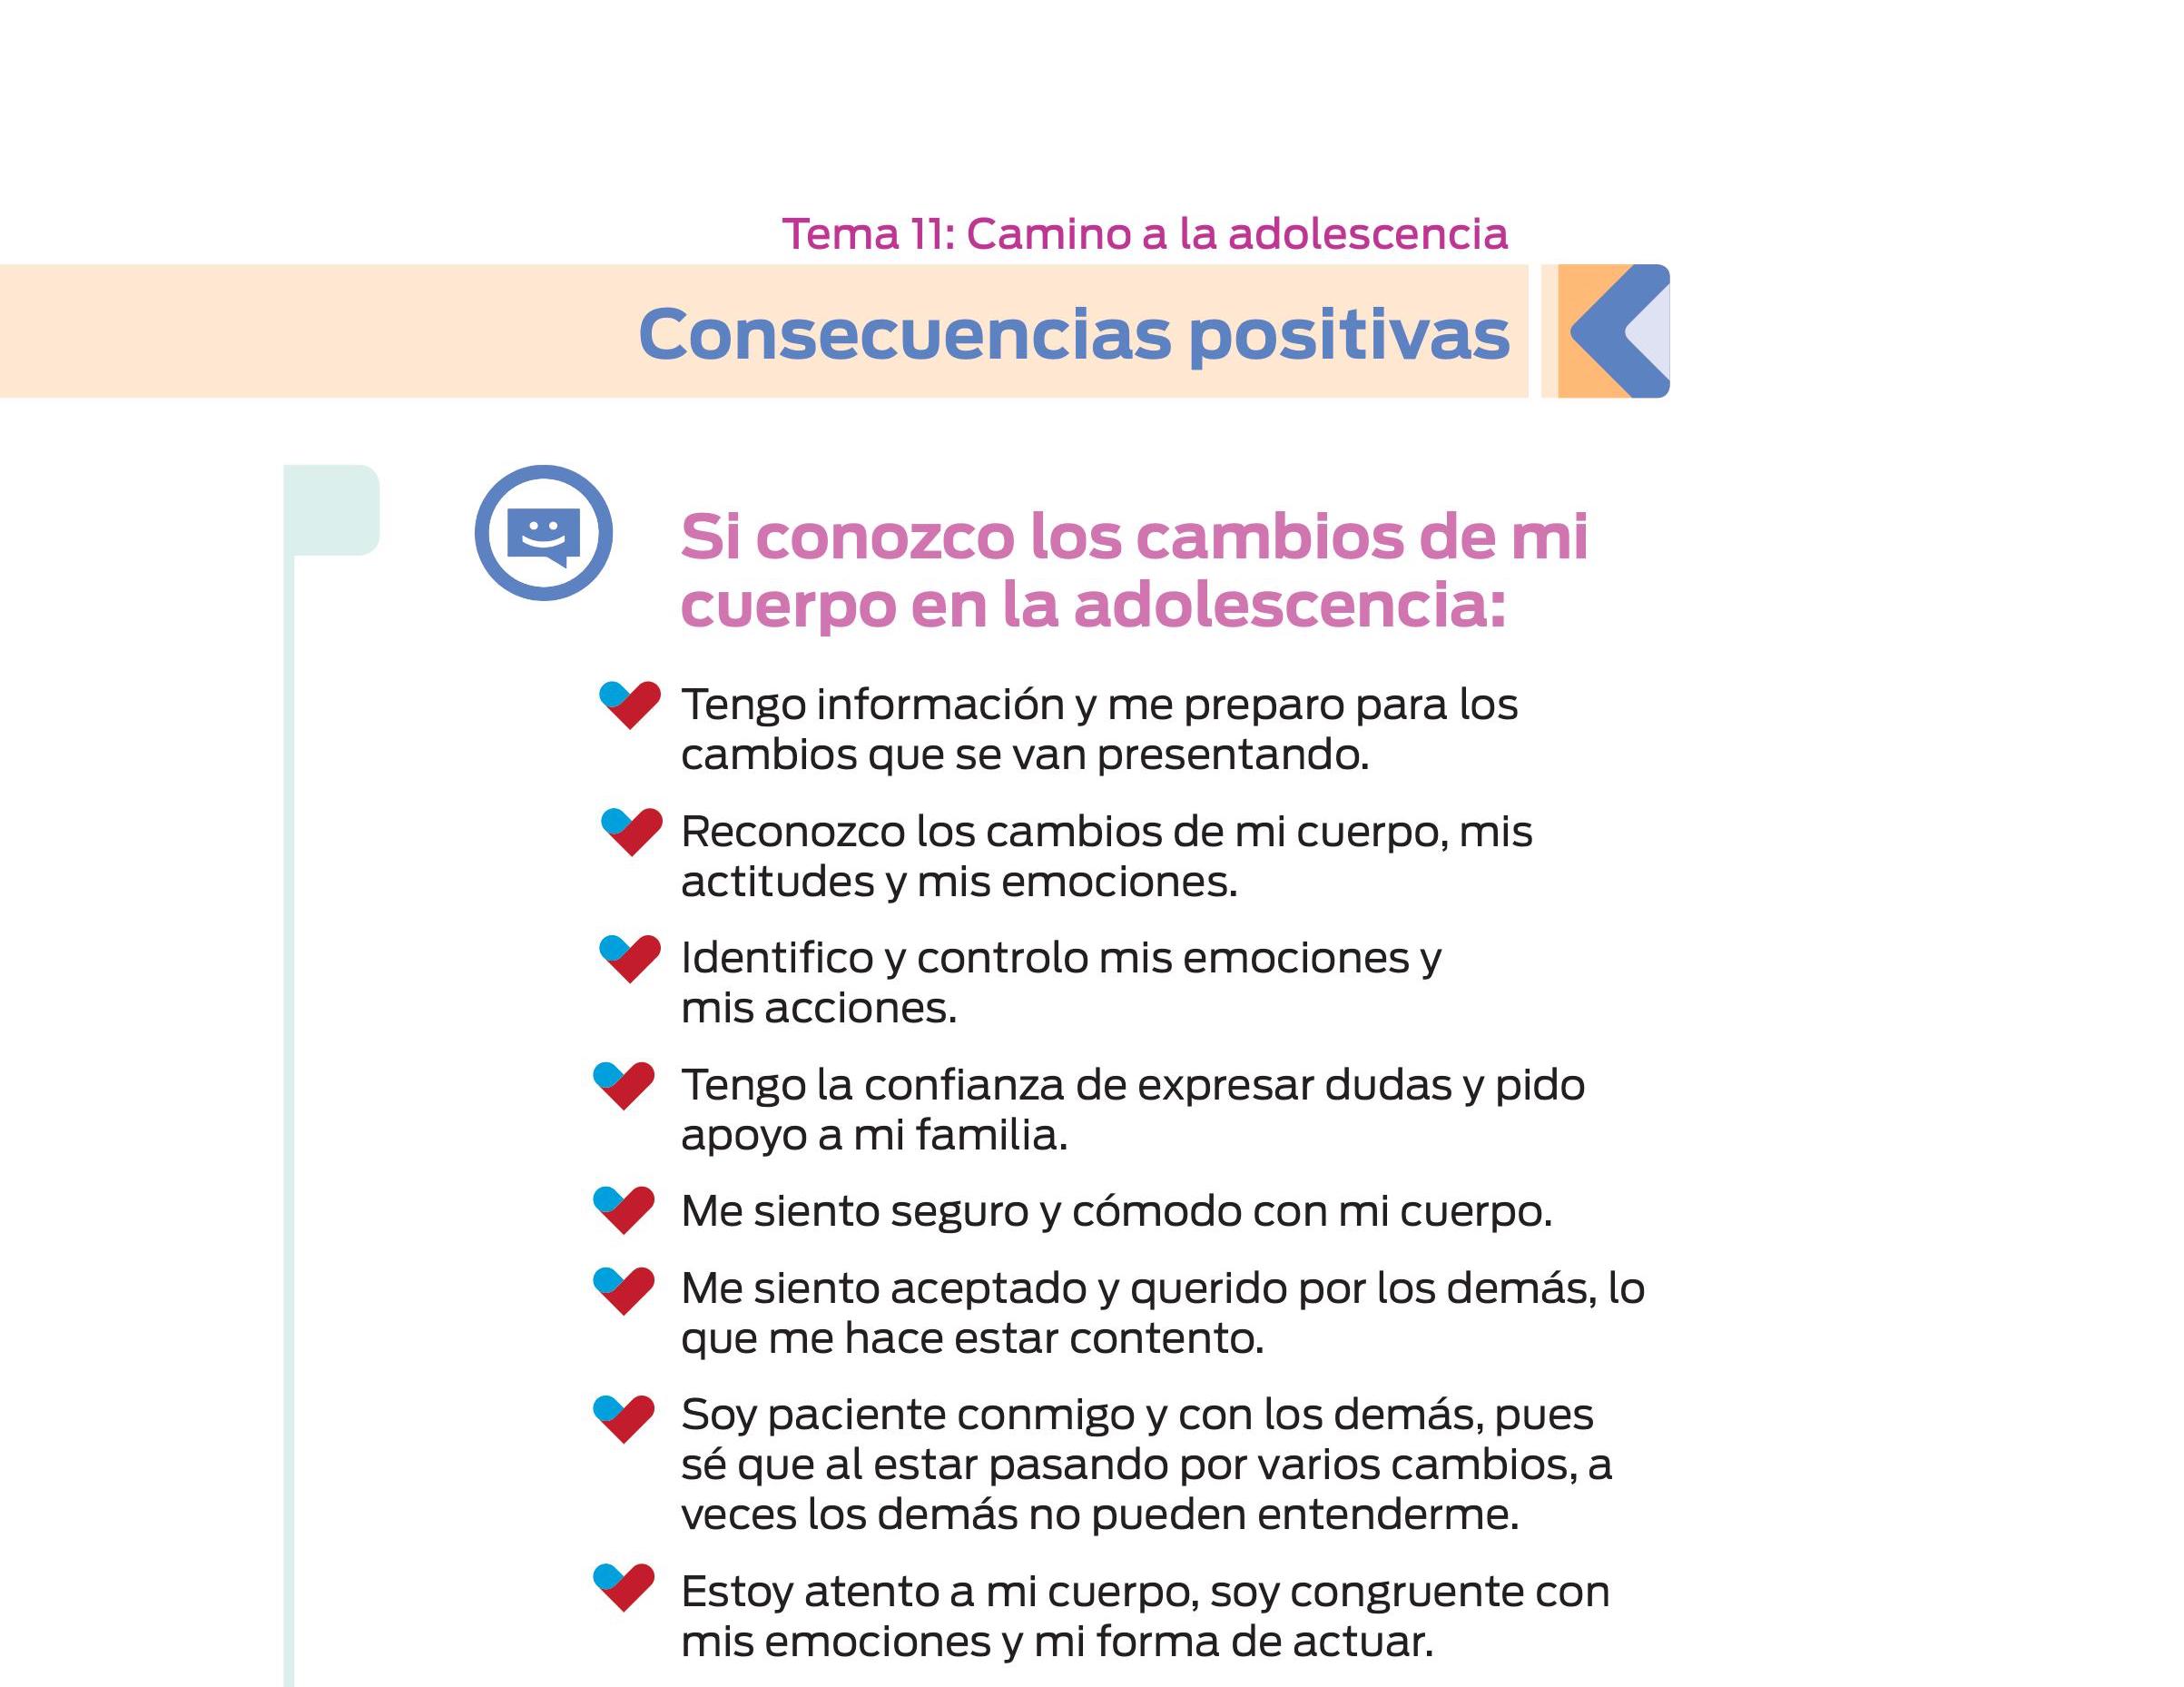 Tema 11: Camino a la adolescencia
Consecuencias positivas
Si conozco los cambios de mi
cuerpo en la adolescencia:
Tengo información y me preparo para los
cambios que se van presentando.
Reconozco los cambios de mi cuerpo, mis
actitudes y mis emociones.
Identifico y controlo mis emociones y
mis acciones.
Tengo la confianza de expresar dudas y pido
apoyo a mi familia.
Me siento seguro y cómodo con mi cuerpo.
Me siento aceptado y querido por los demás, lo
que me hace estar contento.
Soy paciente conmigo y con los demás, pues
sé que al estar pasando por varios cambios, a
veces los demás no pueden entenderme.
Estoy atento a mi cuerpo, soy congruente con
mis emociones y mi forma de actuar.